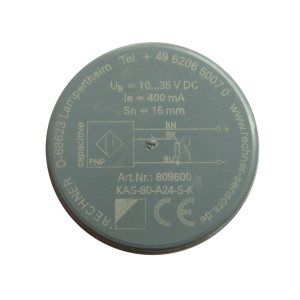 RECHNER D-68623 Lampertheim Tel. + 49 6206 5007 0
www.rechner-sensors.de
UB = 10...35 V DC
Ie = 400 mA
Sn = 15 mm
capacitive
PNP
BN
BK
BU
+
-
Art.Nr.: 809600
KAS-80-A24-S-K
CE